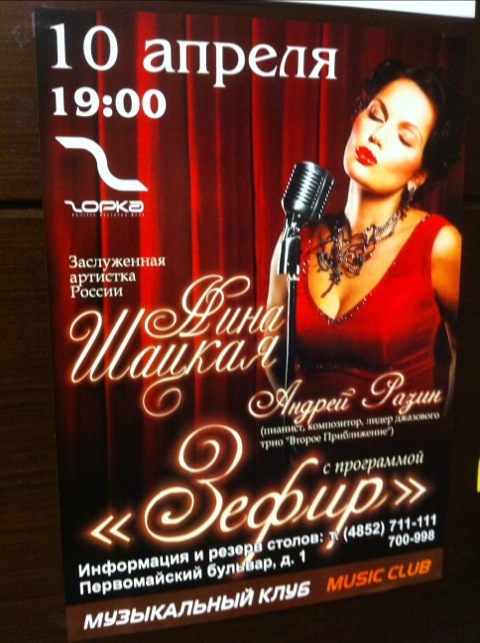 10 апреля
19:00
ZOPKA
Заслуженная
артистка
России
Нина
Шацкая
Андрей Разин
(пианист, композитор, лидер джазового
трио "Второе Приближение")
с программой
«Зефир»
Информация и резерв столов: т. (4852) 711-111
700-998
Первомайский бульвар, д. 1
МУЗЫКАЛЬНЫЙ КЛУБ MUSIC CLUB